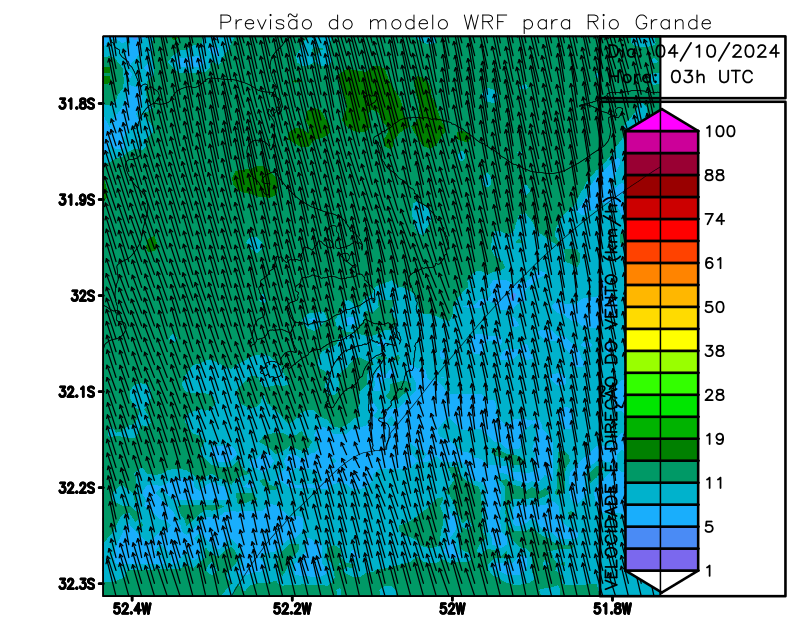 Previsão do modelo WRF para Rio Grande
Dia: 04/10/2024
Hora: 03h UTC
31.8S
31.9S
32S
32.1S
32.2S
32.3S
52.4W
52.2W
52W
51.8W
VELOCIDADE E DIREÇÃO DO VENTO (km/h)
100
88
74
61
50
38
28
19
11
5
1